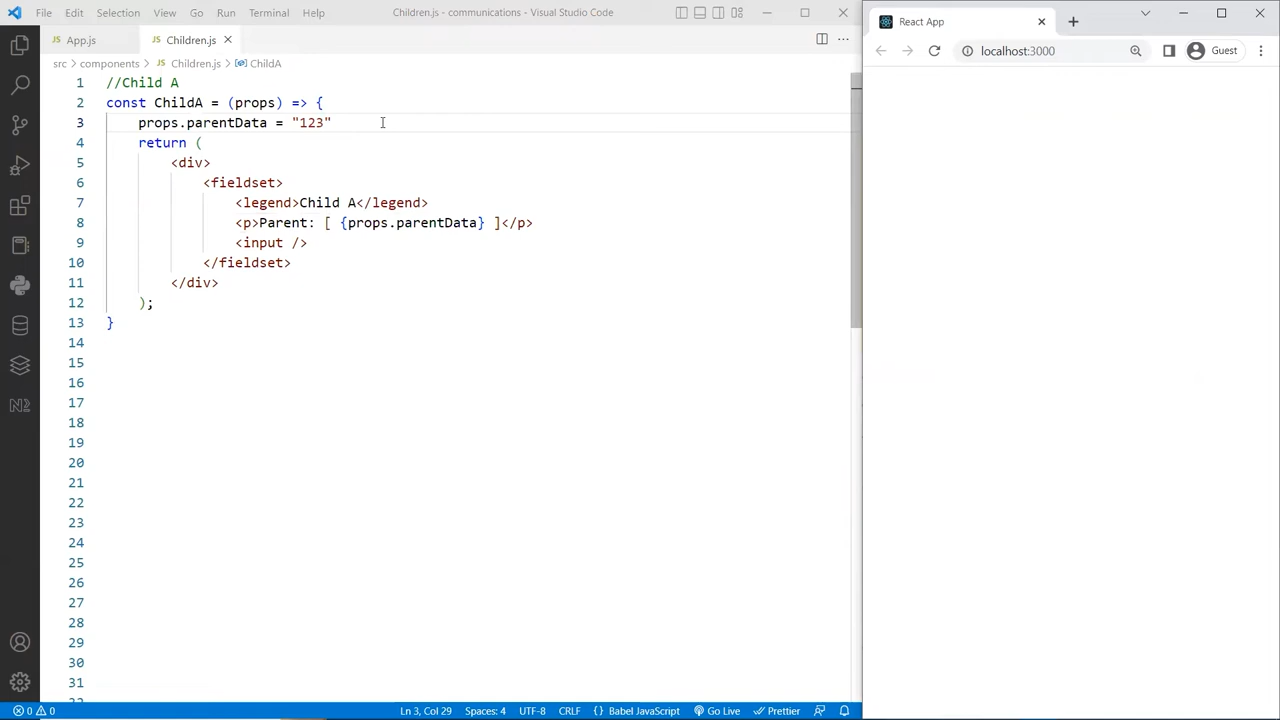 File Edit Selection View Go Run Terminal Help Children.js - communications - Visual Studio Code
React App
App.js Children.js
localhost:3000 Guest
src > components > Children.js > ChildA
1 //Child A
2 const ChildA = (props) => {
3 props.parentData = "123"
4 return (
5 <div>
6 <fieldset>
7 <legend>Child A</legend>
8 <p>Parent: [ {props.parentData} ]</p>
9 <input />
10 </fieldset>
11 </div>
12 );
13 }
14
15
16
17
18
19
20
21
22
23
24
25
26
27
28
29
30
31
0 0 Ln 3, Col 29 Spaces: 4 UTF-8 CRLF {} Babel JavaScript Go Live Prettier